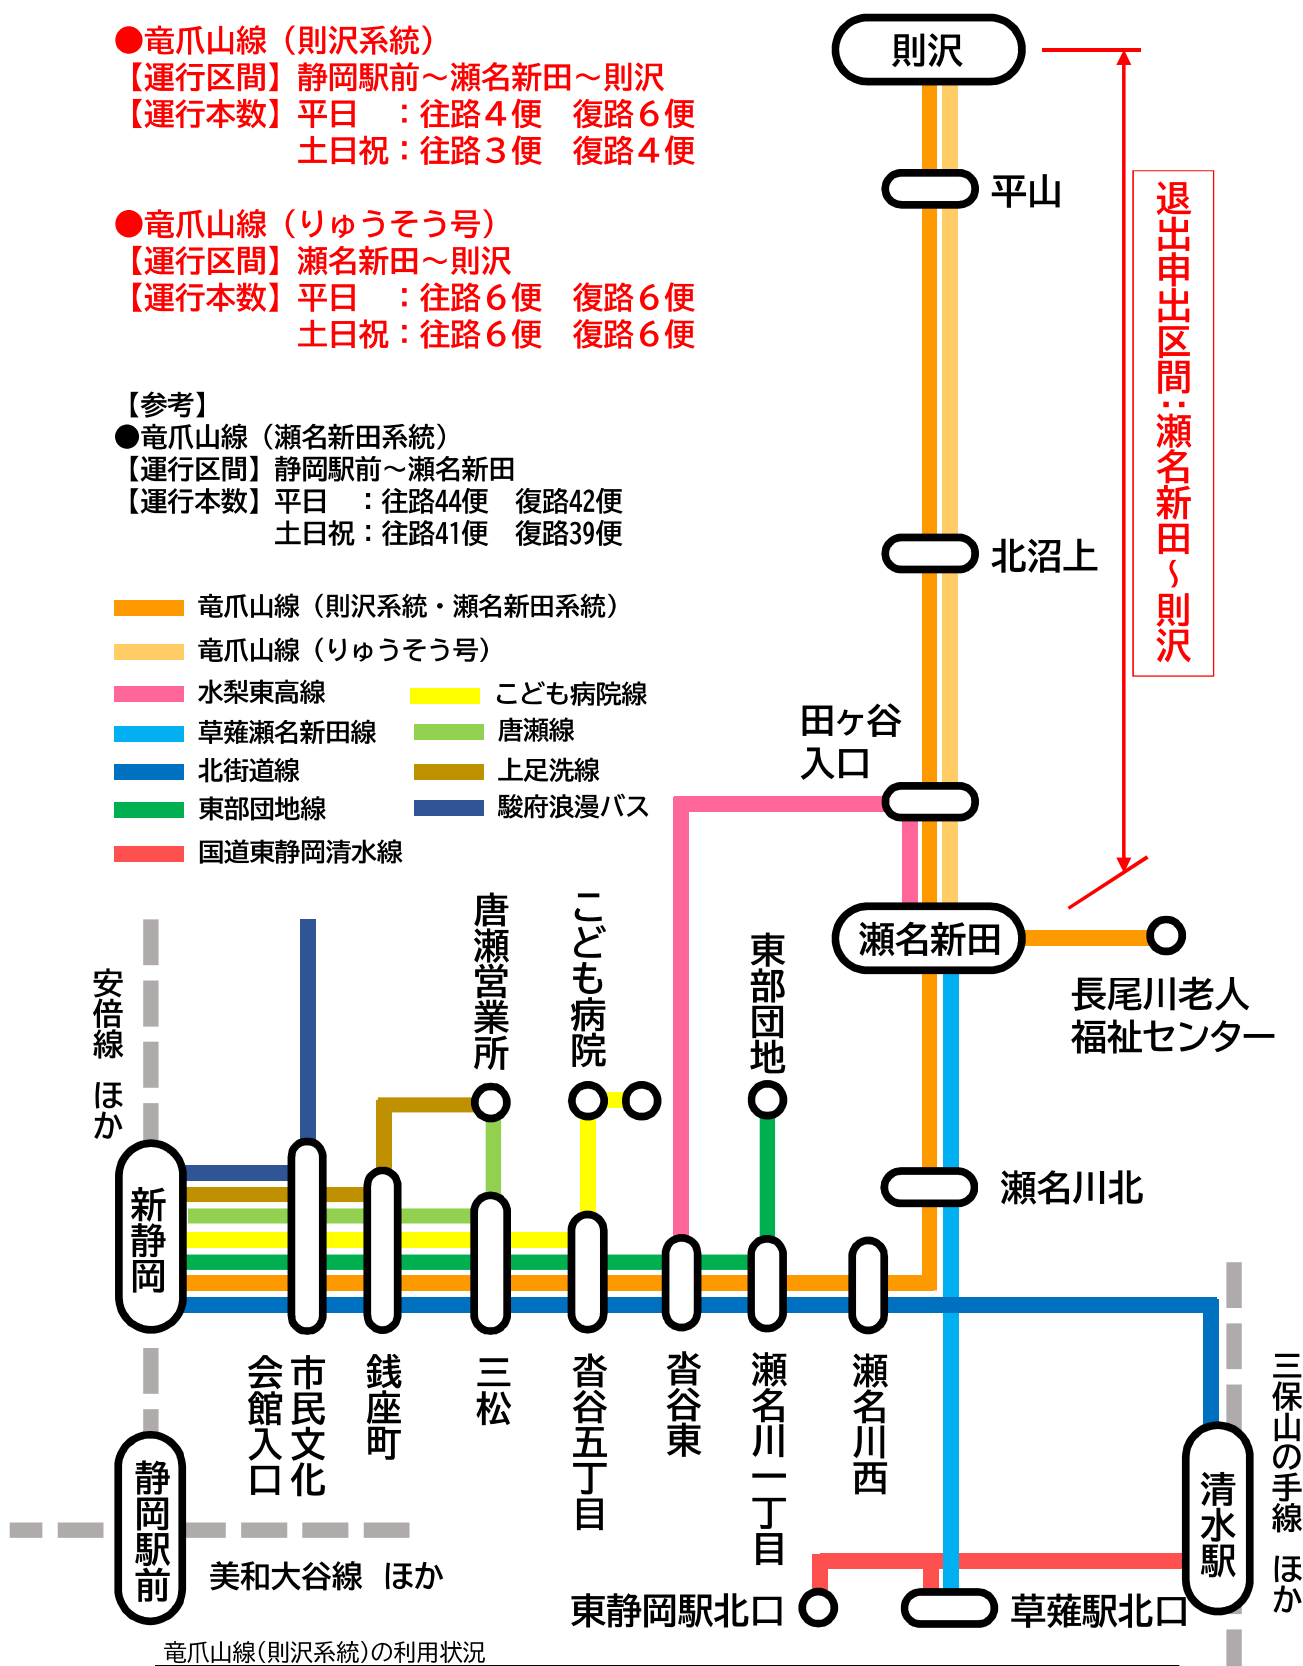 ●竜爪山線（則沢系統）
【運行区間】静岡駅前～瀬名新田～則沢
【運行本数】平日　：往路４便　復路６便
土日祝：往路３便　復路４便
●竜爪山線（りゅうそう号）
【運行区間】瀬名新田～則沢
【運行本数】平日　：往路６便　復路６便
土日祝：往路６便　復路６便
【参考】
●竜爪山線（瀬名新田系統）
【運行区間】静岡駅前～瀬名新田
【運行本数】平日　：往路44便　復路42便
土日祝：往路41便　復路39便
竜爪山線（則沢系統・瀬名新田系統）
竜爪山線（りゅうそう号）
水梨東高線
こども病院線
草薙瀬名新田線
唐瀬線
北街道線
上足洗線
東部団地線
駿府浪漫バス
国道東静岡清水線
則沢
平山
北沼上
田ヶ谷
入口
瀬名新田
退出申出区間：瀬名新田～則沢
長尾川老人
福祉センター
瀬名川北
唐瀬営業所
こども病院
東部団地
安倍線　ほか
新静岡
市民文化
会館入口
銭座町
三松
沓谷五丁目
沓谷東
瀬名川一丁目
瀬名川西
三保山の手線　ほか
清水駅
静岡駅前
美和大谷線　ほか
東静岡駅北口
草薙駅北口
竜爪山線(則沢系統)の利用状況